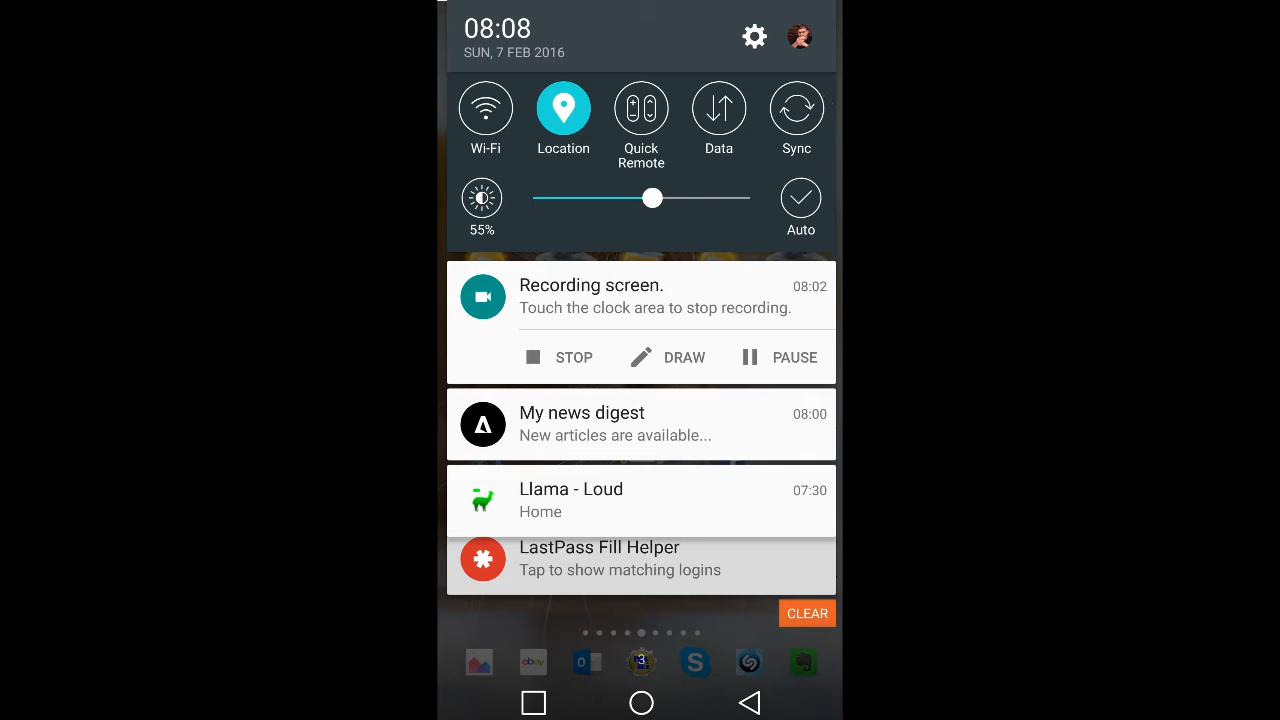 08:08
SUN, 7 FEB 2016
Wi-Fi
Location
Quick
Remote
Data
Sync
55%
Auto
Recording screen.
08:02
Touch the clock area to stop recording.
STOP
DRAW
PAUSE
My news digest
08:00
New articles are available...
Llama - Loud
07:30
Home
LastPass Fill Helper
Tap to show matching logins
CLEAR
ebay
3